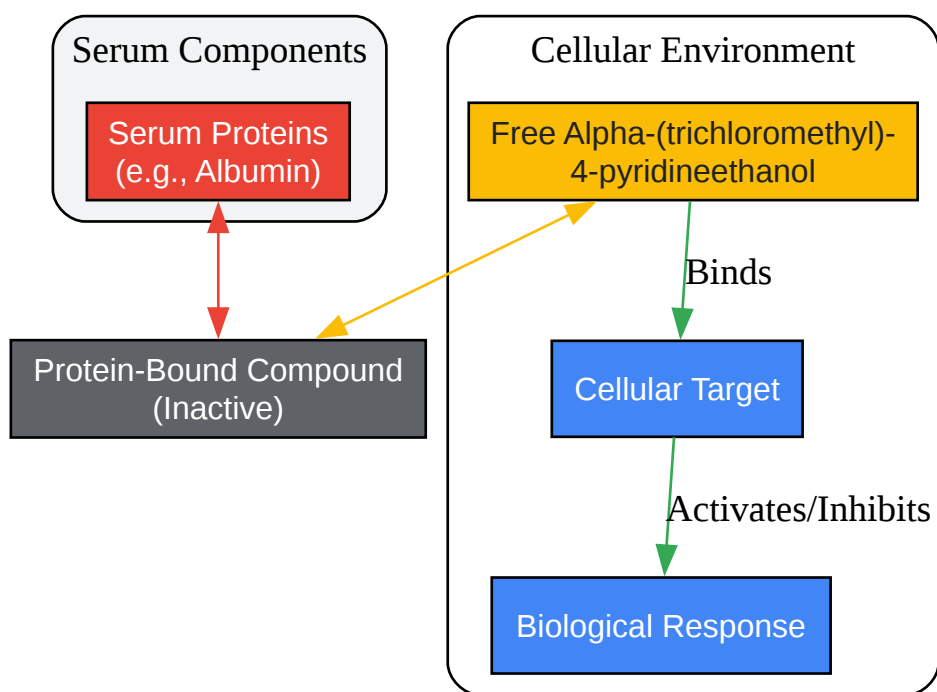 Serum Components
Serum Proteins
(e.g., Albumin)
Protein-Bound Compound
(Inactive)
Cellular Environment
Free Alpha-(trichloromethyl)-
4-pyridineethanol
Binds
Cellular Target
Activates/Inhibits
Biological Response